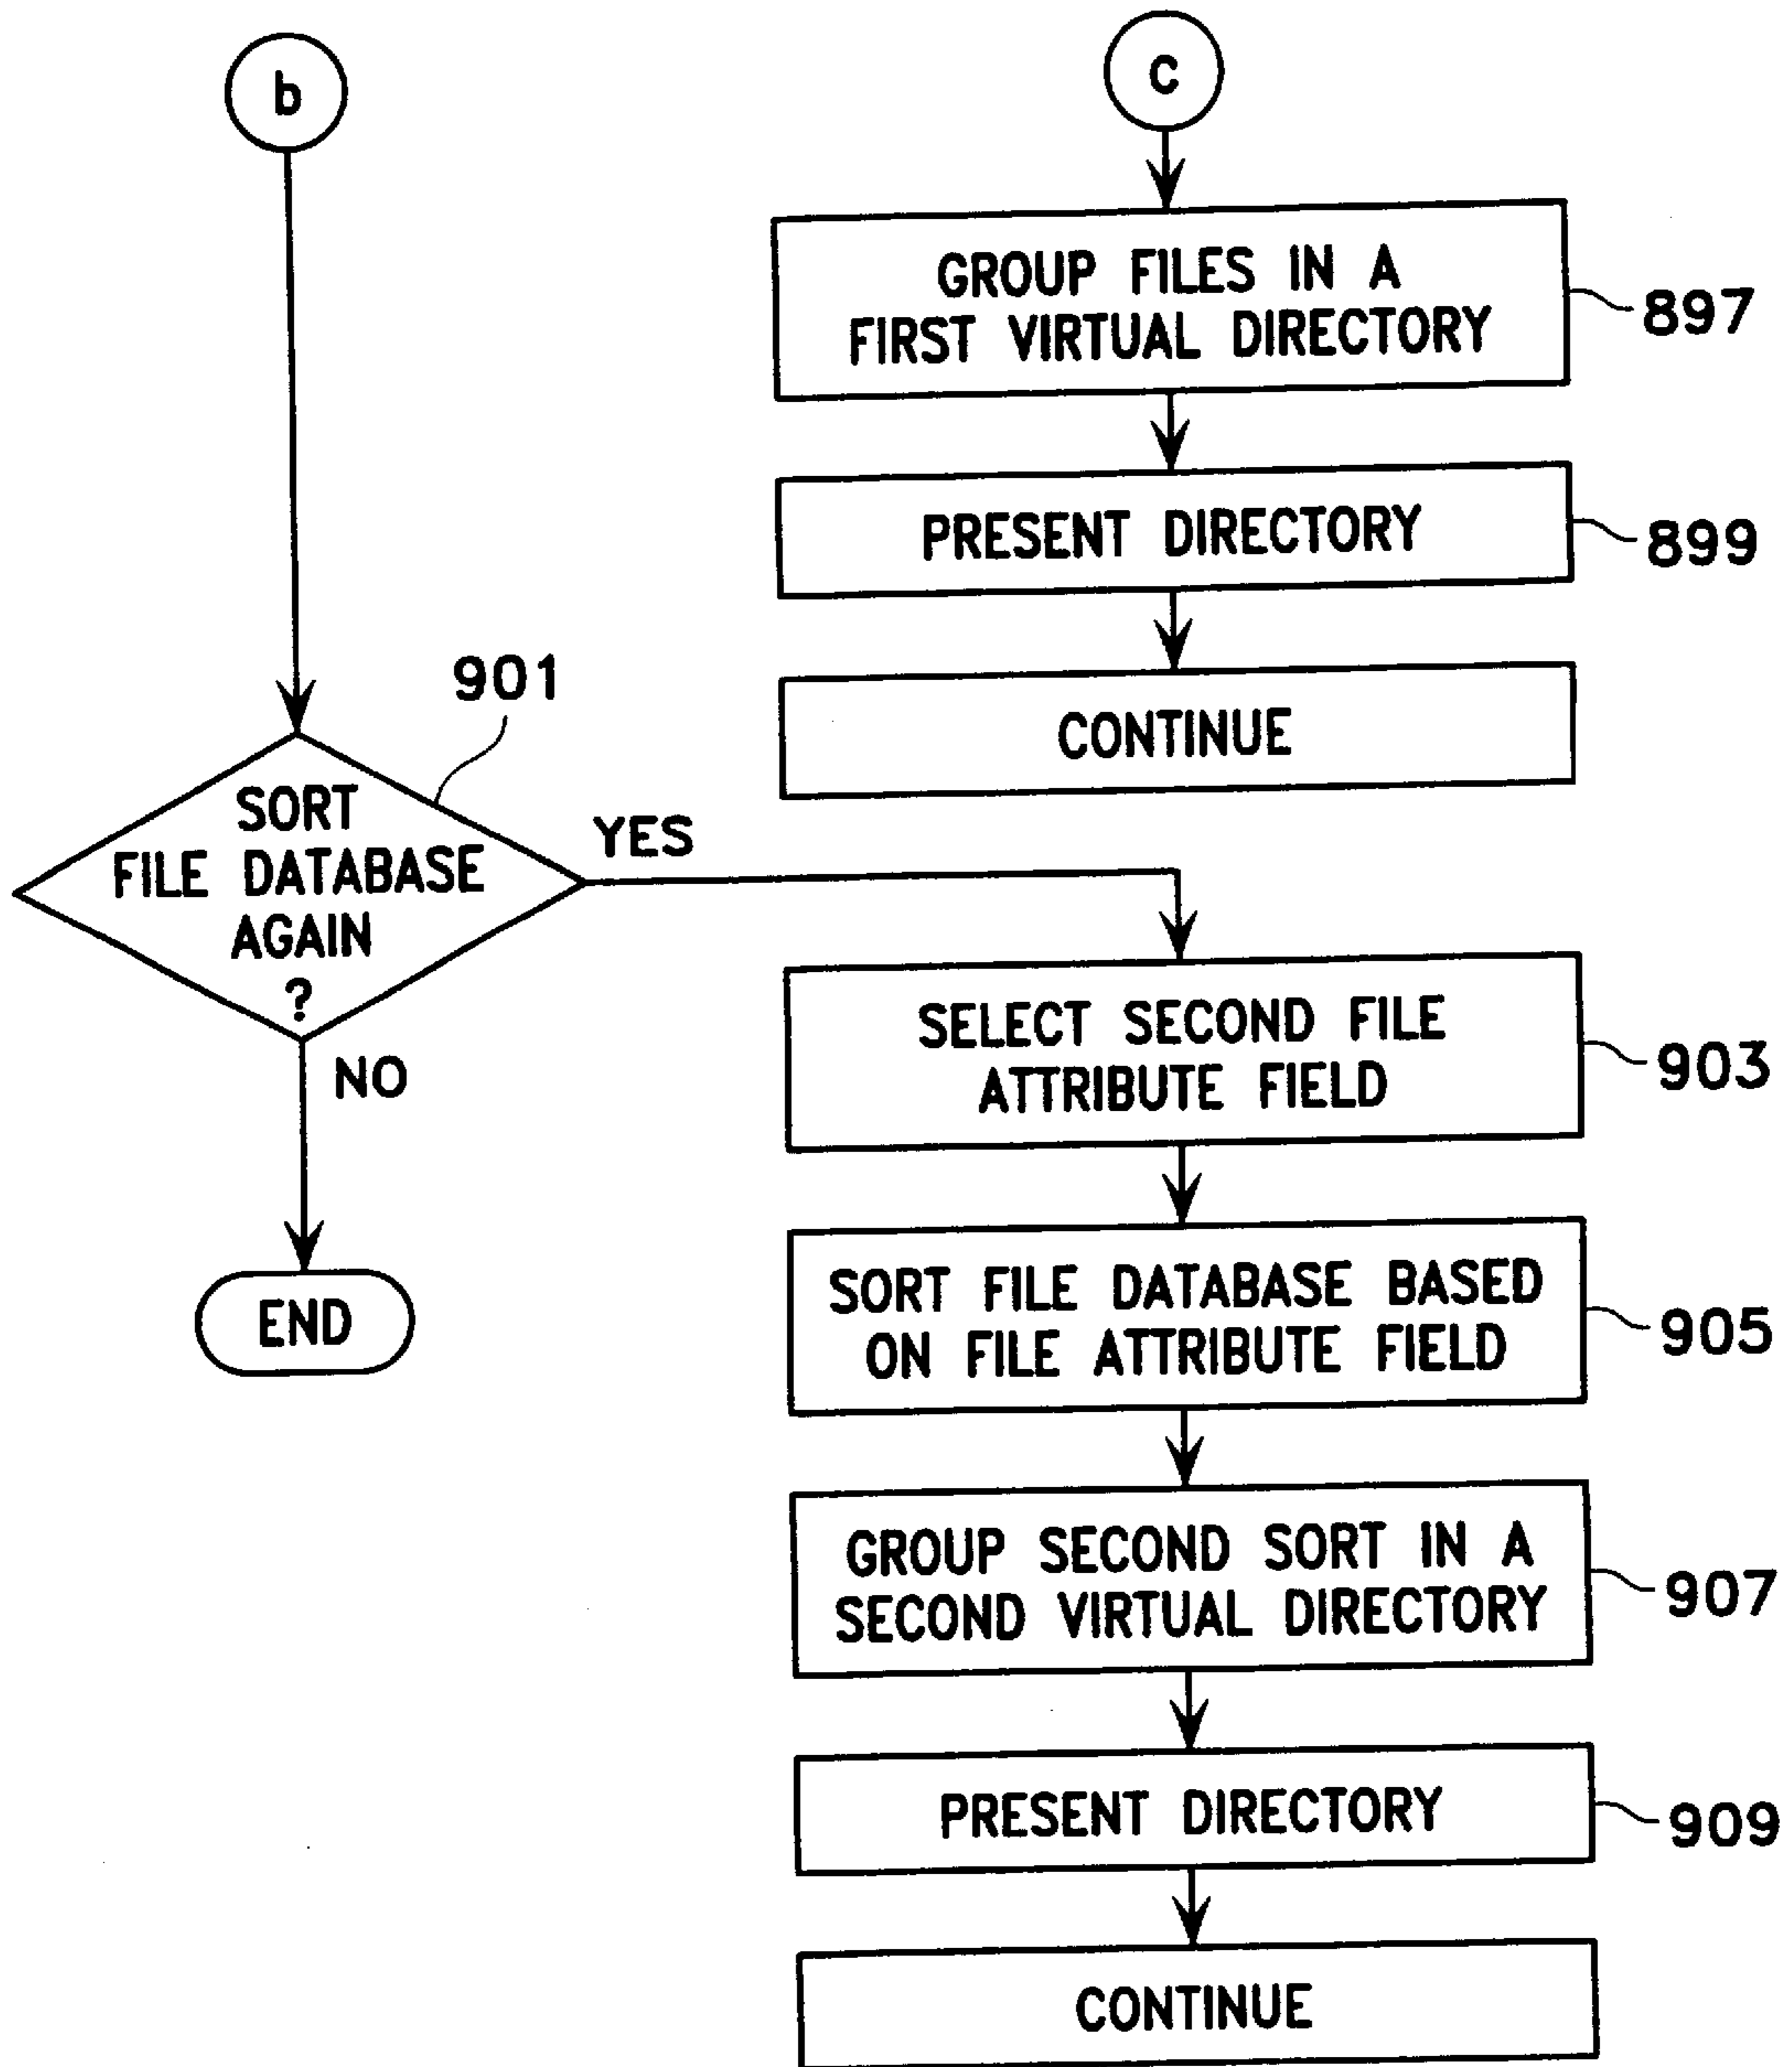 b
c
GROUP FILES IN A
FIRST VIRTUAL DIRECTORY
897
PRESENT DIRECTORY
899
CONTINUE
901
SORT
FILE DATABASE
AGAIN
?
YES
NO
END
SELECT SECOND FILE
ATTRIBUTE FIELD
903
SORT FILE DATABASE BASED
ON FILE ATTRIBUTE FIELD
905
GROUP SECOND SORT IN A
SECOND VIRTUAL DIRECTORY
907
PRESENT DIRECTORY
909
CONTINUE